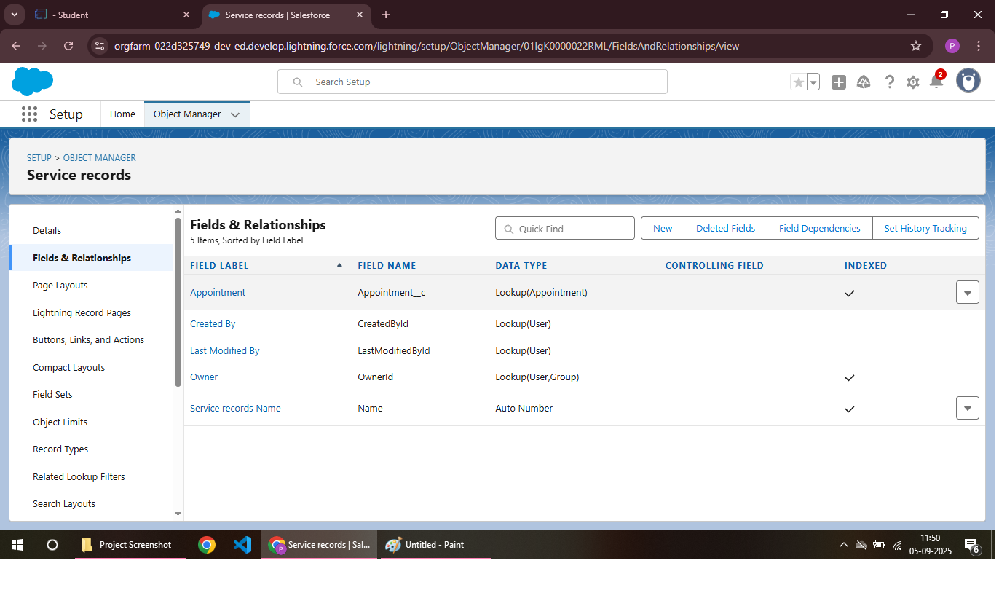 - Student
Service records | Salesforce
orgfarm-022d325749-dev-ed.develop.lightning.force.com/lightning/setup/ObjectManager/01IgK0000022RML/FieldsAndRelationships/view
P
Search Setup
2
Setup
Home
Object Manager
SETUP > OBJECT MANAGER
Service records
Details
Fields & Relationships
Page Layouts
Lightning Record Pages
Buttons, Links, and Actions
Compact Layouts
Field Sets
Object Limits
Record Types
Related Lookup Filters
Search Layouts
Fields & Relationships
5 Items, Sorted by Field Label
Quick Find
New
Deleted Fields
Field Dependencies
Set History Tracking
FIELD LABEL FIELD NAME DATA TYPE CONTROLLING FIELD INDEXED
Appointment Appointment__c Lookup(Appointment)
Created By CreatedById Lookup(User)
Last Modified By LastModifiedById Lookup(User)
Owner OwnerId Lookup(User,Group)
Service records Name Name Auto Number
Project Screenshot
P
Service records | Sal...
Untitled - Paint
11:50
05-09-2025
6